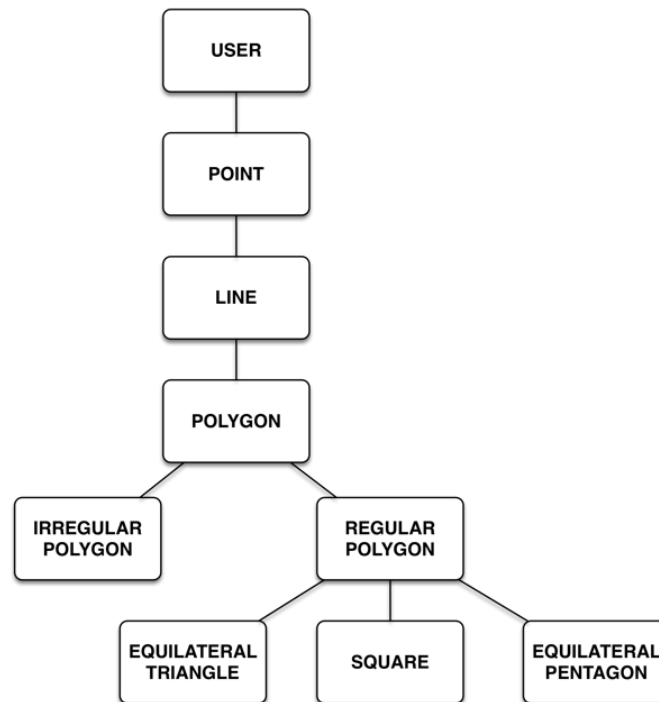 USER
POINT
LINE
POLYGON
IRREGULAR
POLYGON
REGULAR
POLYGON
EQUILATERAL
TRIANGLE
SQUARE
EQUILATERAL
PENTAGON